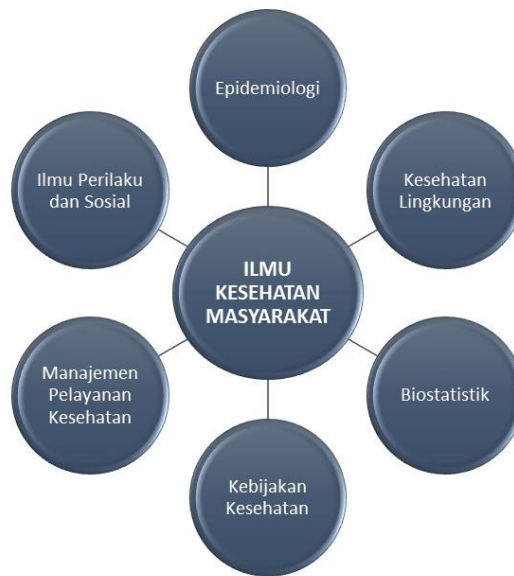 Epidemiologi
Ilmu Perilaku
dan Sosial
Kesehatan
Lingkungan
ILMU
KESEHATAN
MASYARAKAT
Manajemen
Pelayanan
Kesehatan
Biostatistik
Kebijakan
Kesehatan